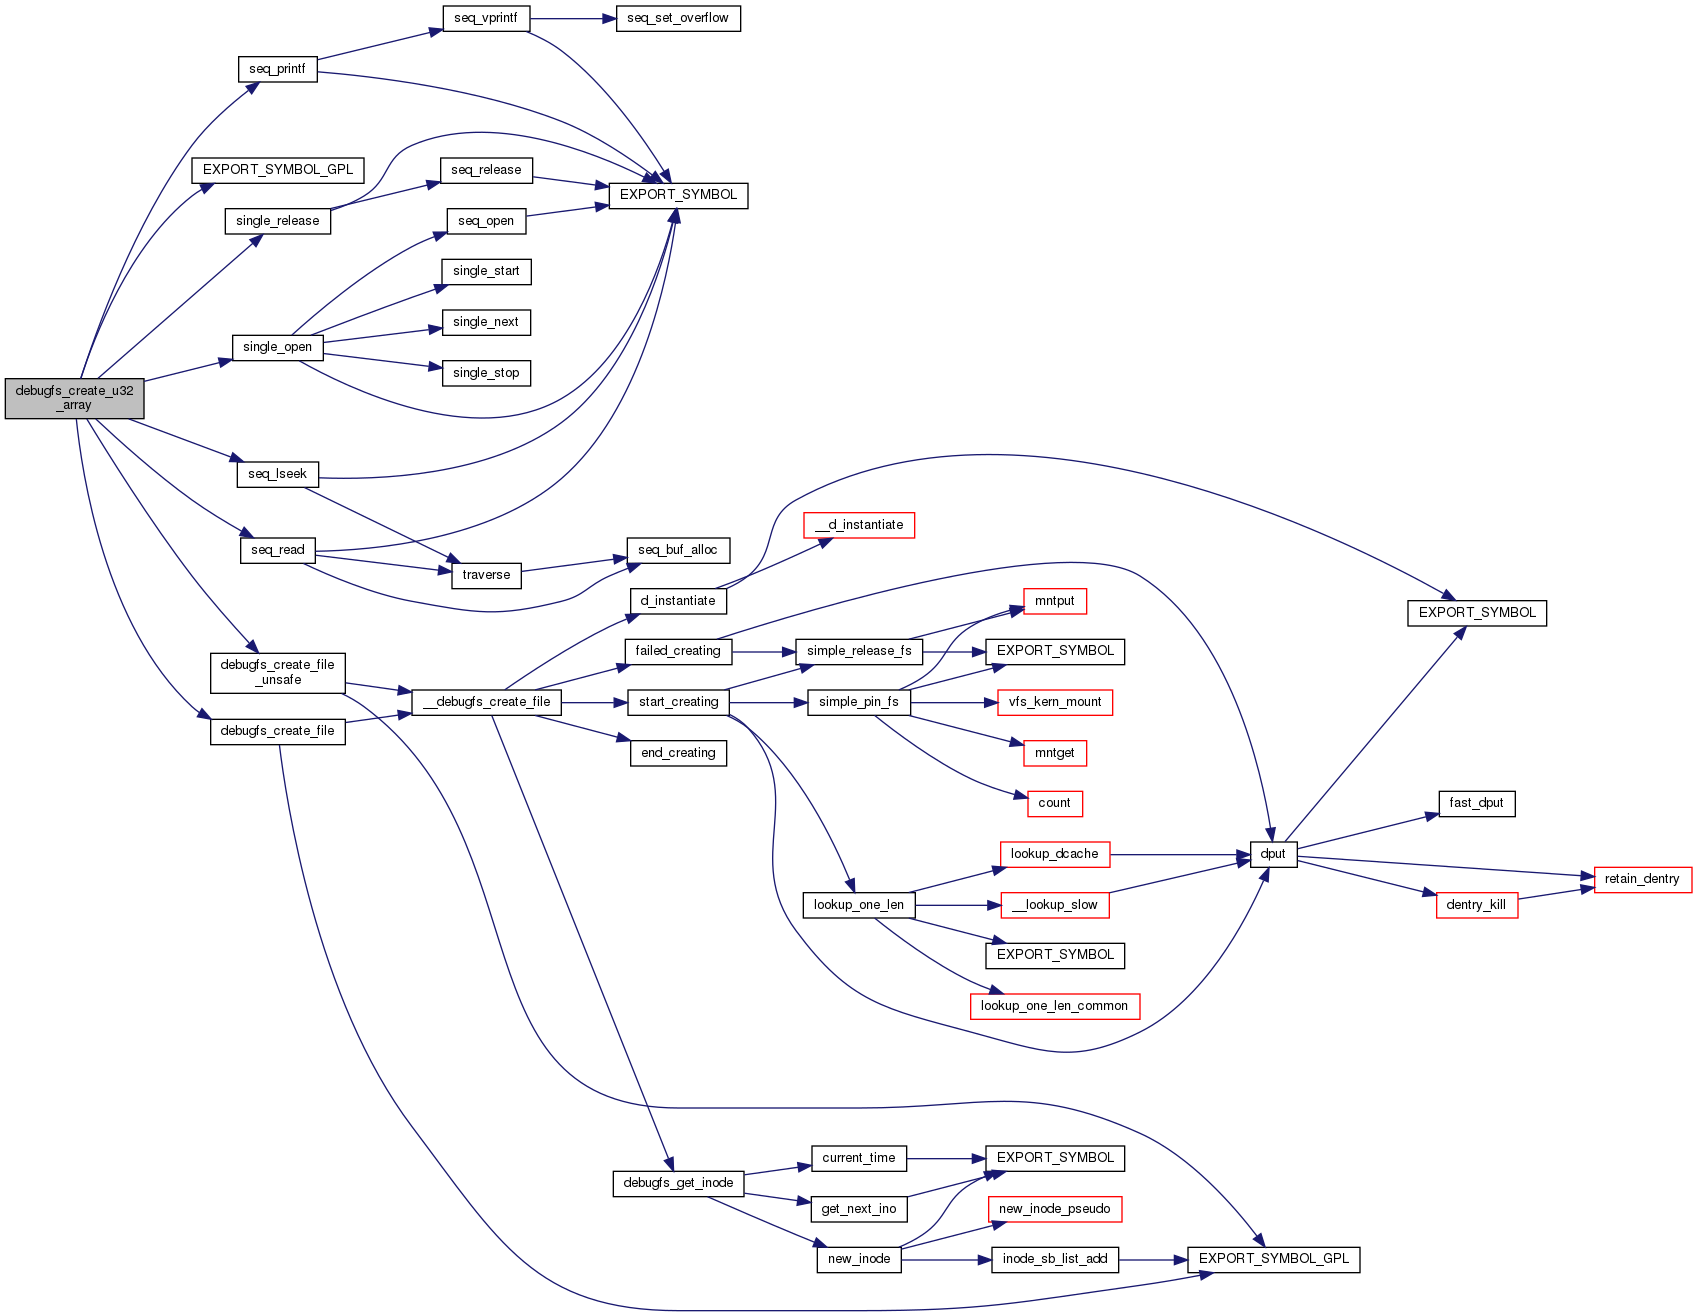 seq_vprintf
seq_set_overflow
seq_printf
EXPORT_SYMBOL_GPL
seq_release
EXPORT_SYMBOL
single_release
seq_open
single_start
single_next
single_open
single_stop
debugfs_create_u32
_array
seq_lseek
seq_read
seq_buf_alloc
traverse
__d_instantiate
d_instantiate
mntput
EXPORT_SYMBOL
failed_creating
simple_release_fs
EXPORT_SYMBOL
debugfs_create_file
_unsafe
__debugfs_create_file
start_creating
simple_pin_fs
vfs_kern_mount
debugfs_create_file
end_creating
mntget
count
fast_dput
lookup_dcache
dput
retain_dentry
lookup_one_len
__lookup_slow
dentry_kill
EXPORT_SYMBOL
lookup_one_len_common
current_time
EXPORT_SYMBOL
debugfs_get_inode
get_next_ino
new_inode_pseudo
new_inode
inode_sb_list_add
EXPORT_SYMBOL_GPL